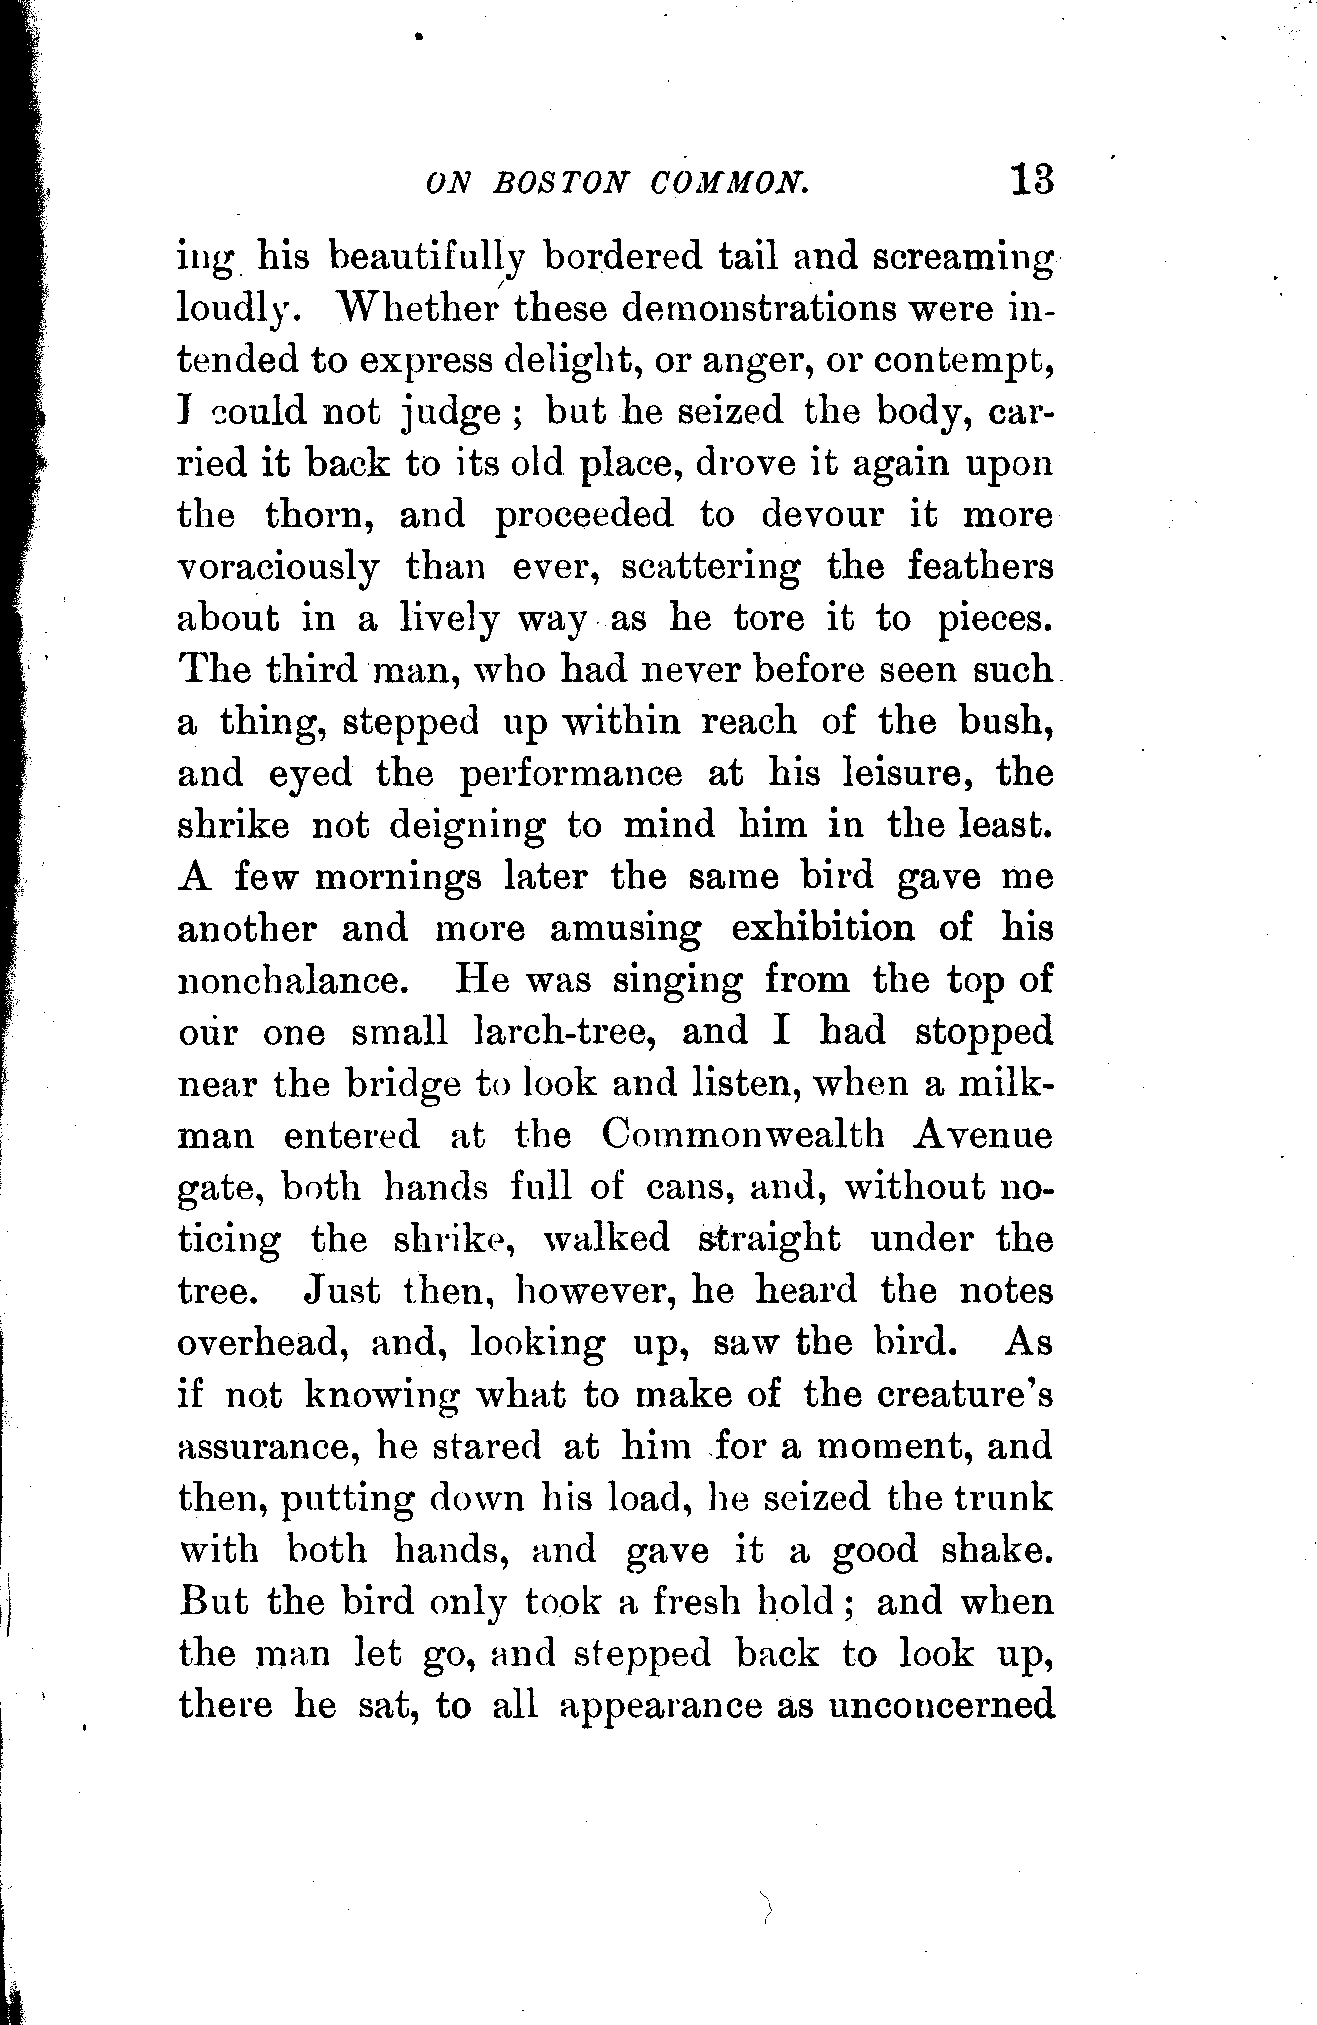 ON BOSTON COMMON. 13
ing his beautifully bordered tail and screaming
loudly. Whether these demonstrations were in-
tended to express delight, or anger, or contempt,
I could not judge ; but he seized the body, car-
ried it back to its old place, drove it again upon
the thorn, and proceeded to devour it more
voraciously than ever, scattering the feathers
about in a lively way as he tore it to pieces.
The third man, who had never before seen such
a thing, stepped up within reach of the bush,
and eyed the performance at his leisure, the
shrike not deigning to mind him in the least.
A few mornings later the same bird gave me
another and more amusing exhibition of his
nonchalance. He was singing from the top of
our one small larch-tree, and I had stopped
near the bridge to look and listen, when a milk-
man entered at the Commonwealth Avenue
gate, both hands full of cans, and, without no-
ticing the shrike, walked straight under the
tree. Just then, however, he heard the notes
overhead, and, looking up, saw the bird. As
if not knowing what to make of the creature's
assurance, he stared at him for a moment, and
then, putting down his load, he seized the trunk
with both hands, and gave it a good shake.
But the bird only took a fresh hold ; and when
the man let go, and stepped back to look up,
there he sat, to all appearance as unconcerned